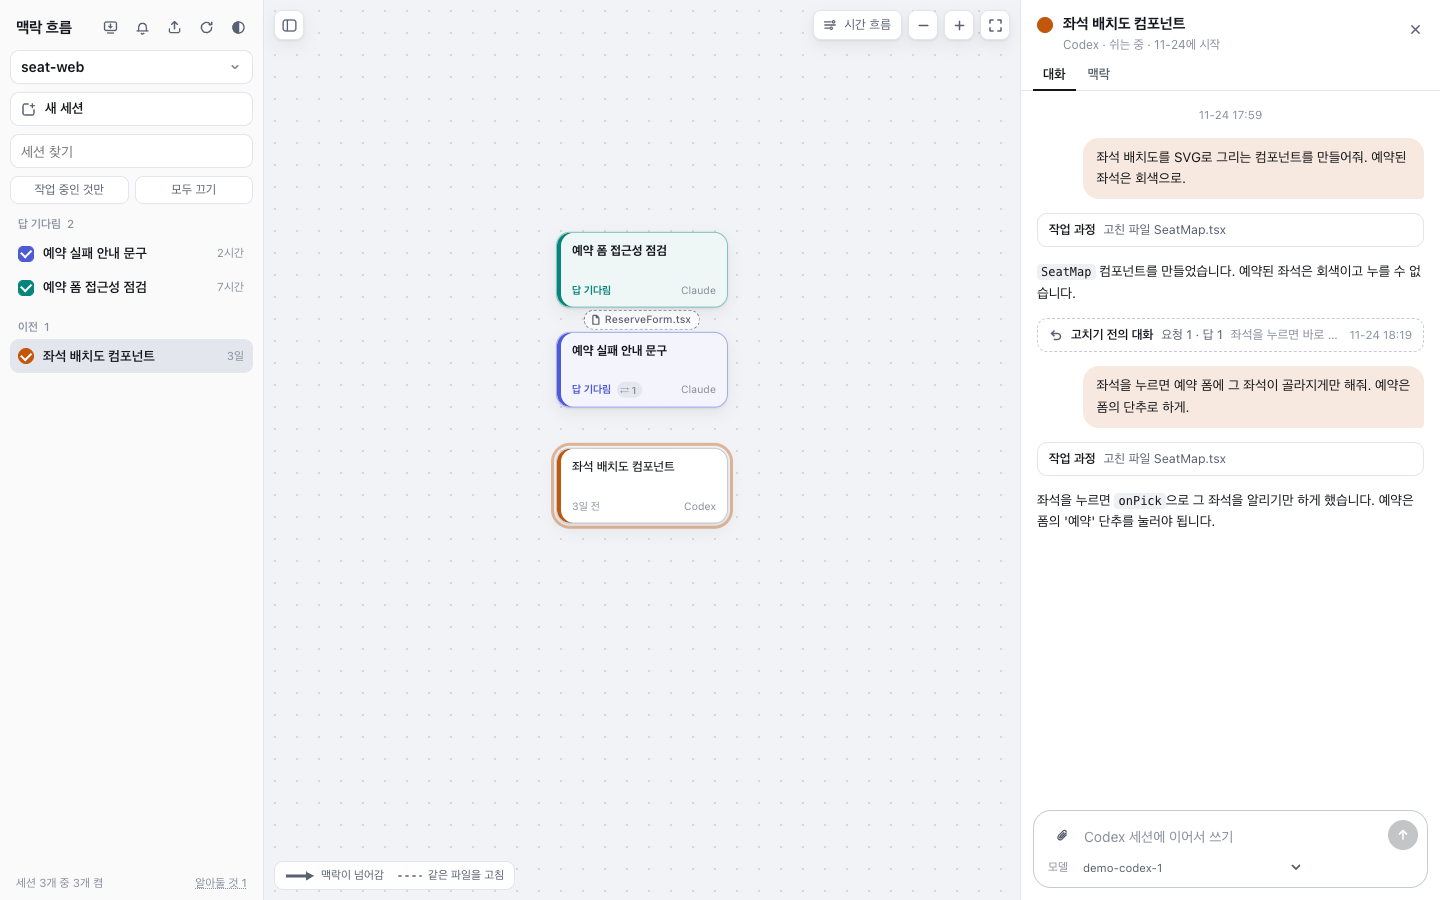 맥락 흐름
seat-web
새 세션
세션 찾기
작업 중인 것만
모두 끄기
답 기다림 2
예약 실패 안내 문구 2시간
예약 폼 접근성 점검 7시간
이전 1
좌석 배치도 컴포넌트 3일
세션 3개 중 3개 켬
알아둘 것 1
시간 흐름
예약 폼 접근성 점검
답 기다림 Claude
ReserveForm.tsx
예약 실패 안내 문구
답 기다림 ⇄ 1 Claude
좌석 배치도 컴포넌트
3일 전 Codex
맥락이 넘어감 같은 파일을 고침
좌석 배치도 컴포넌트
Codex · 쉬는 중 · 11-24에 시작
대화 맥락
11-24 17:59
좌석 배치도를 SVG로 그리는 컴포넌트를 만들어줘. 예약된
좌석은 회색으로.
작업 과정 고친 파일 SeatMap.tsx
SeatMap 컴포넌트를 만들었습니다. 예약된 좌석은 회색이고 누를 수 없
습니다.
고치기 전의 대화 요청 1 · 답 1 좌석을 누르면 바로 ... 11-24 18:19
좌석을 누르면 예약 폼에 그 좌석이 골라지게만 해줘. 예약은
폼의 단추로 하게.
작업 과정 고친 파일 SeatMap.tsx
좌석을 누르면 onPick으로 그 좌석을 알리기만 하게 했습니다. 예약은
폼의 '예약' 단추를 눌러야 됩니다.
Codex 세션에 이어서 쓰기
모델 demo-codex-1